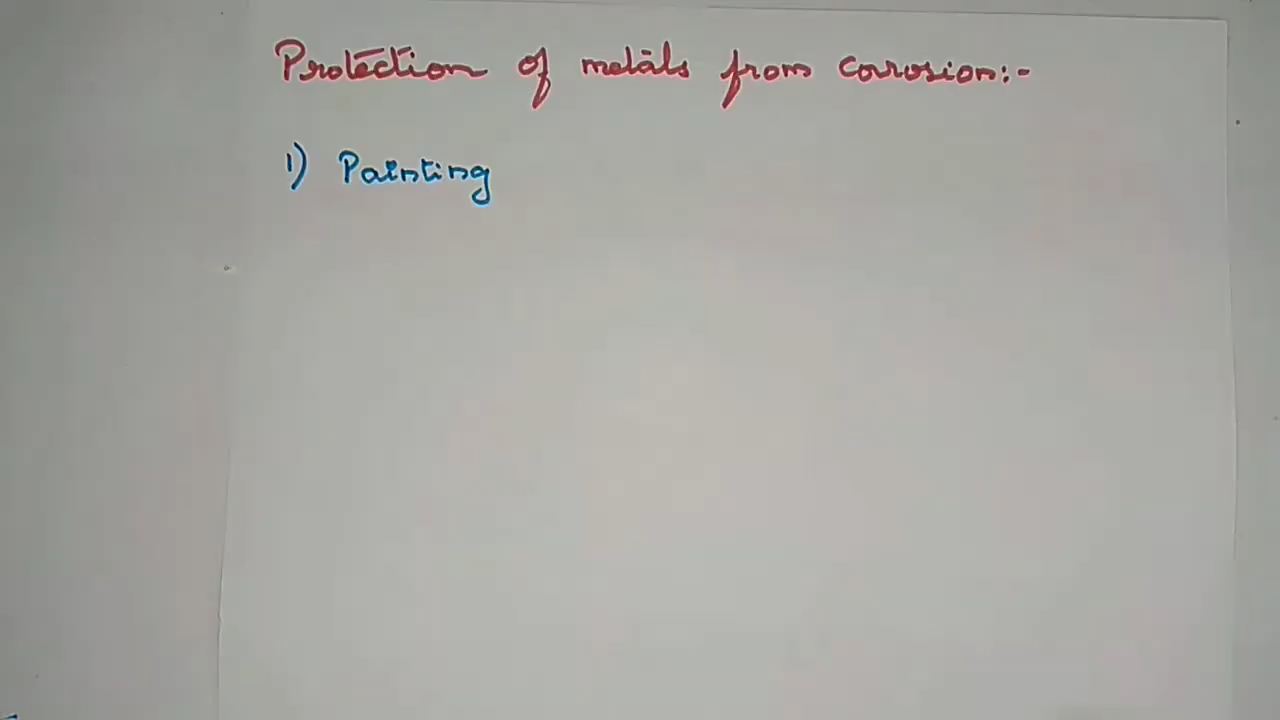 Protection of metals from corrosion:-
1) Painting